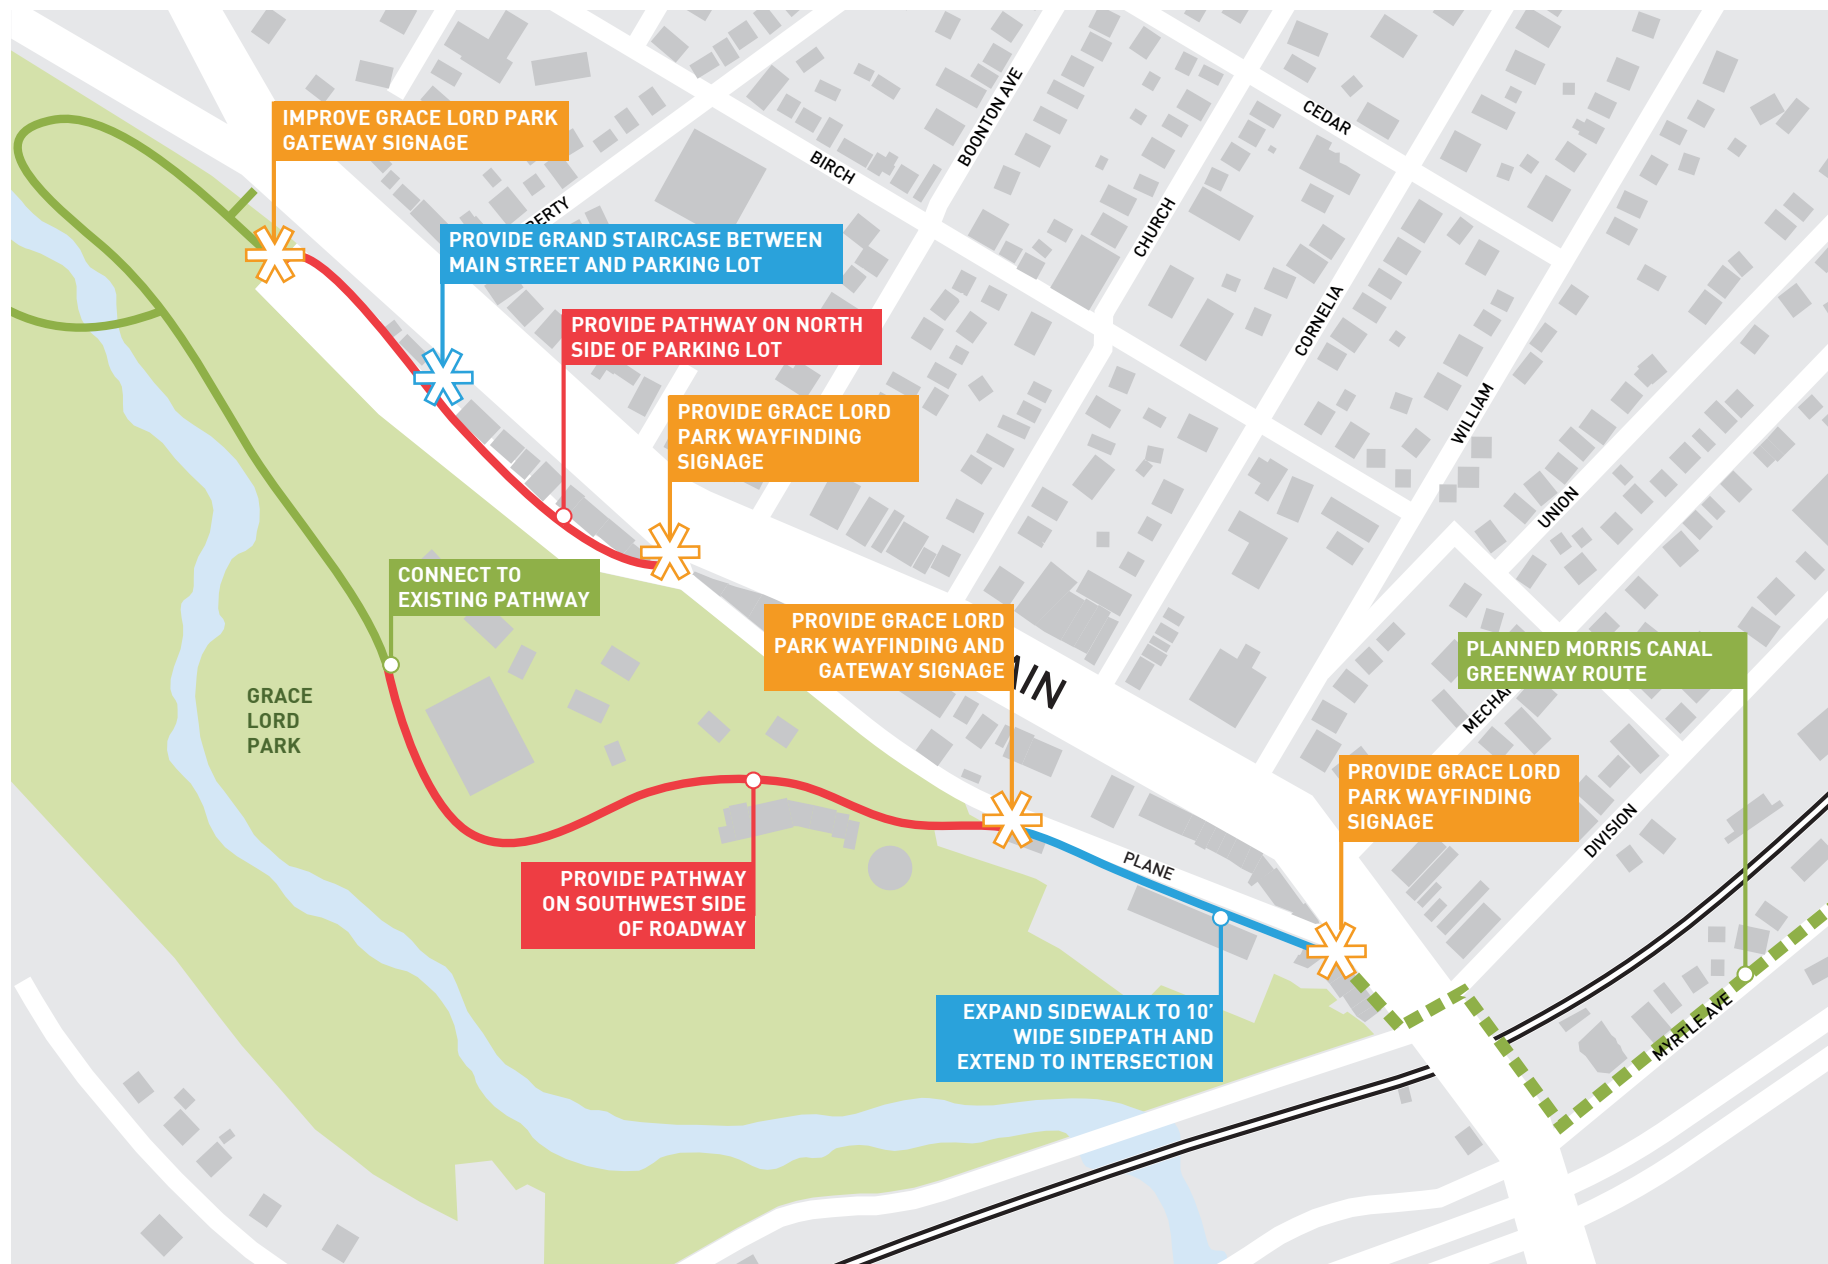 IMPROVE GRACE LORD PARK
GATEWAY SIGNAGE
CEDAR
BOONTON AVE
BIRCH
PROVIDE GRAND STAIRCASE BETWEEN
MAIN STREET AND PARKING LOT
CHURCH
PROVIDE PATHWAY ON NORTH
SIDE OF PARKING LOT
CORNELIA
PROVIDE GRACE LORD
PARK WAYFINDING
SIGNAGE
WILLIAM
UNION
CONNECT TO
EXISTING PATHWAY
PROVIDE GRACE LORD
PARK WAYFINDING AND
GATEWAY SIGNAGE
PLANNED MORRIS CANAL
GREENWAY ROUTE
GRACE
LORD
PARK
PROVIDE GRACE LORD
PARK WAYFINDING
SIGNAGE
DIVISION
PLANE
PROVIDE PATHWAY
ON SOUTHWEST SIDE
OF ROADWAY
EXPAND SIDEWALK TO 10’
WIDE SIDEPATH AND
EXTEND TO INTERSECTION
MYRTLE AVE